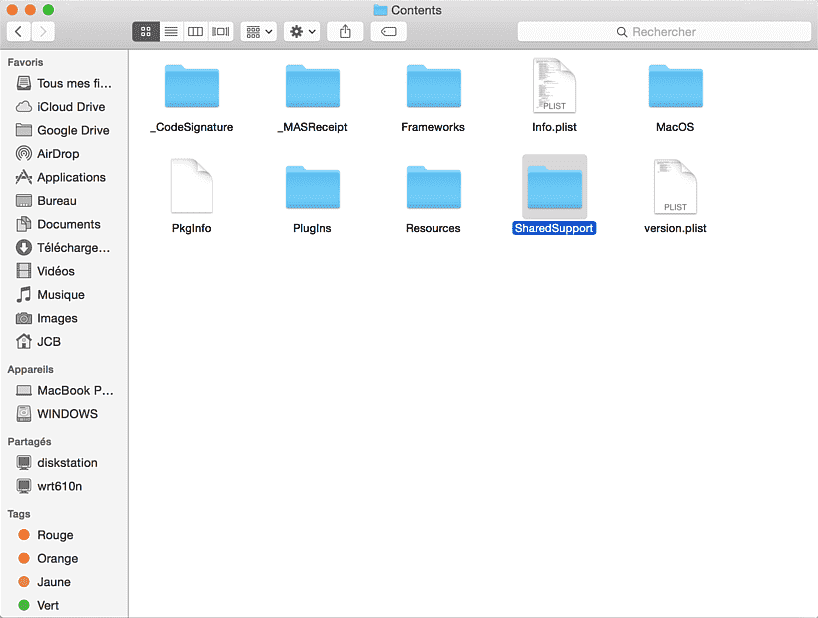 Contents
Rechercher
Favoris
Tous mes fi...
iCloud Drive
Google Drive
AirDrop
Applications
Bureau
Documents
Télécharge...
Vidéos
Musique
Images
JCB
Appareils
MacBook P...
WINDOWS
Partagés
diskstation
wrt610n
Tags
Rouge
Orange
Jaune
Vert
_CodeSignature
_MASReceipt
Frameworks
PLIST
Info.plist
MacOS
PkgInfo
PlugIns
Resources
SharedSupport
PLIST
version.plist